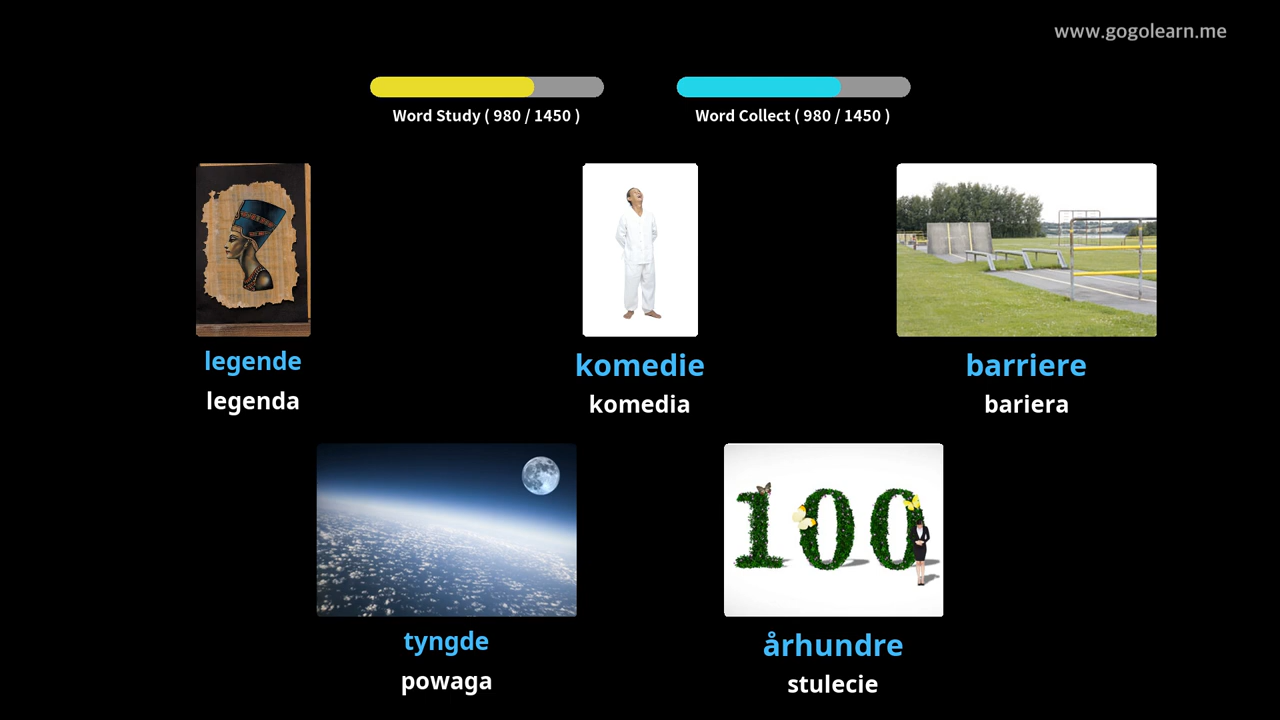 www.gogolearn.me
Word Study ( 980 / 1450 )
Word Collect ( 980 / 1450 )
legende
legenda
komedie
komedia
barriere
bariera
100
tyngde
powaga
århundre
stulecie